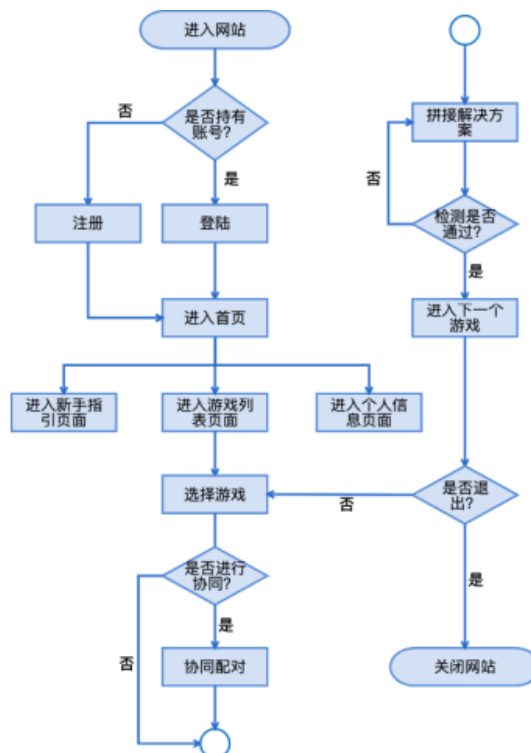 进入网站
是否持有
账号?
否
是
注册
登陆
进入首页
进入新手指
引页面
进入游戏列
表页面
进入个人信
息页面
选择游戏
是否进行
协同?
是
否
协同配对
拼接解决方
案
否
检测是否
通过?
是
进入下一个
游戏
是否退
出?
否
是
关闭网站